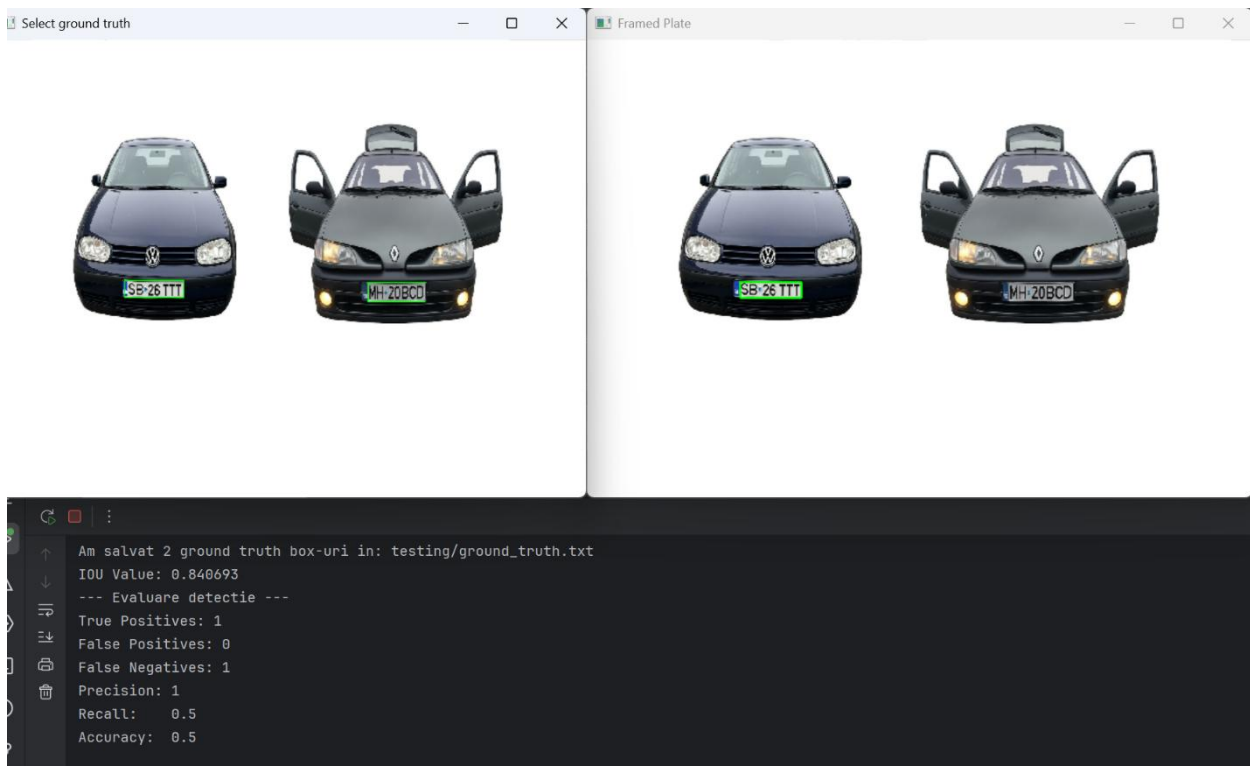 Select ground truth
Framed Plate
SB·26 TTT
MH·20BCD
SB·26 TTT
MH·20BCD
Am salvat 2 ground truth box-uri in: testing/ground_truth.txt
IOU Value: 0.840693
--- Evaluare detectie ---
True Positives: 1
False Positives: 0
False Negatives: 1
Precision: 1
Recall:    0.5
Accuracy:  0.5